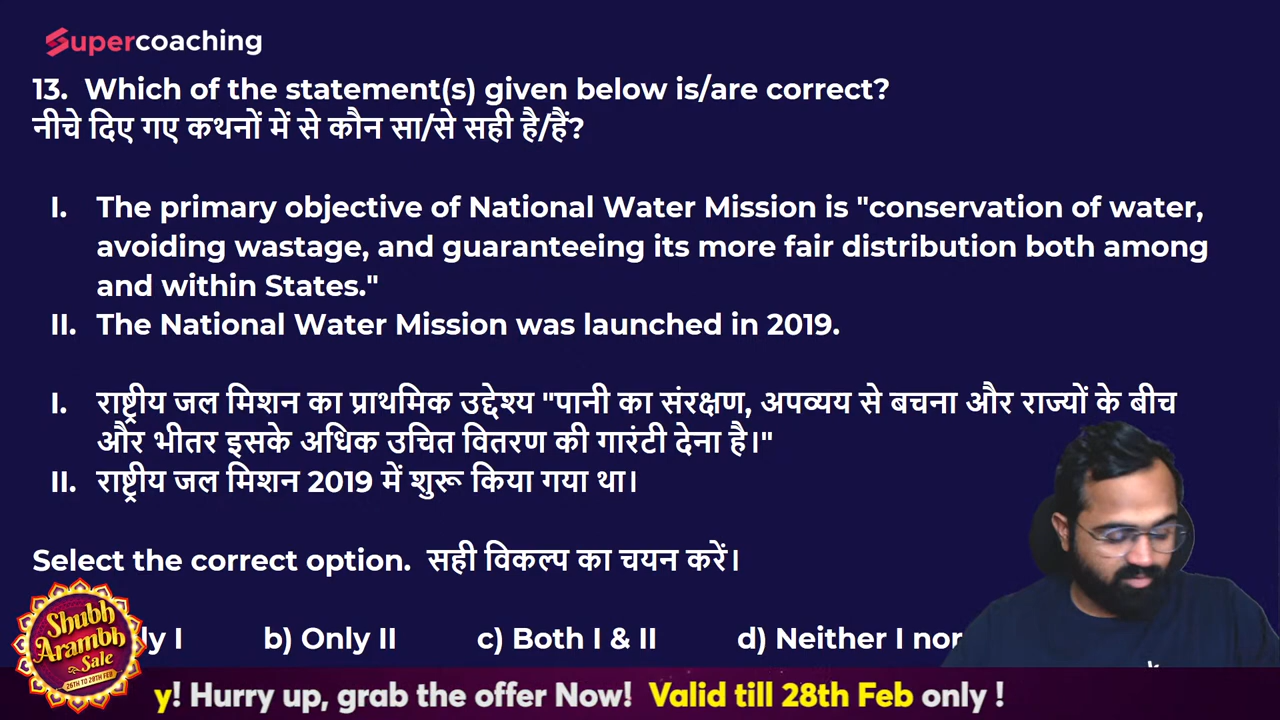 Supercoaching
13. Which of the statement(s) given below is/are correct?
नीचे दिए गए कथनों में से कौन सा/से सही है/हैं?
I. The primary objective of National Water Mission is "conservation of water,
avoiding wastage, and guaranteeing its more fair distribution both among
and within States."
II. The National Water Mission was launched in 2019.
I. राष्ट्रीय जल मिशन का प्राथमिक उद्देश्य "पानी का संरक्षण, अपव्यय से बचना और राज्यों के बीच
और भीतर इसके अधिक उचित वितरण की गारंटी देना है।"
II. राष्ट्रीय जल मिशन 2019 में शुरू किया गया था।
Select the correct option. सही विकल्प का चयन करें।
ly I b) Only II c) Both I & II d) Neither I nor
Shubh
Arambh
Sale
26TH TO 28TH FEB
y! Hurry up, grab the offer Now! Valid till 28th Feb only !